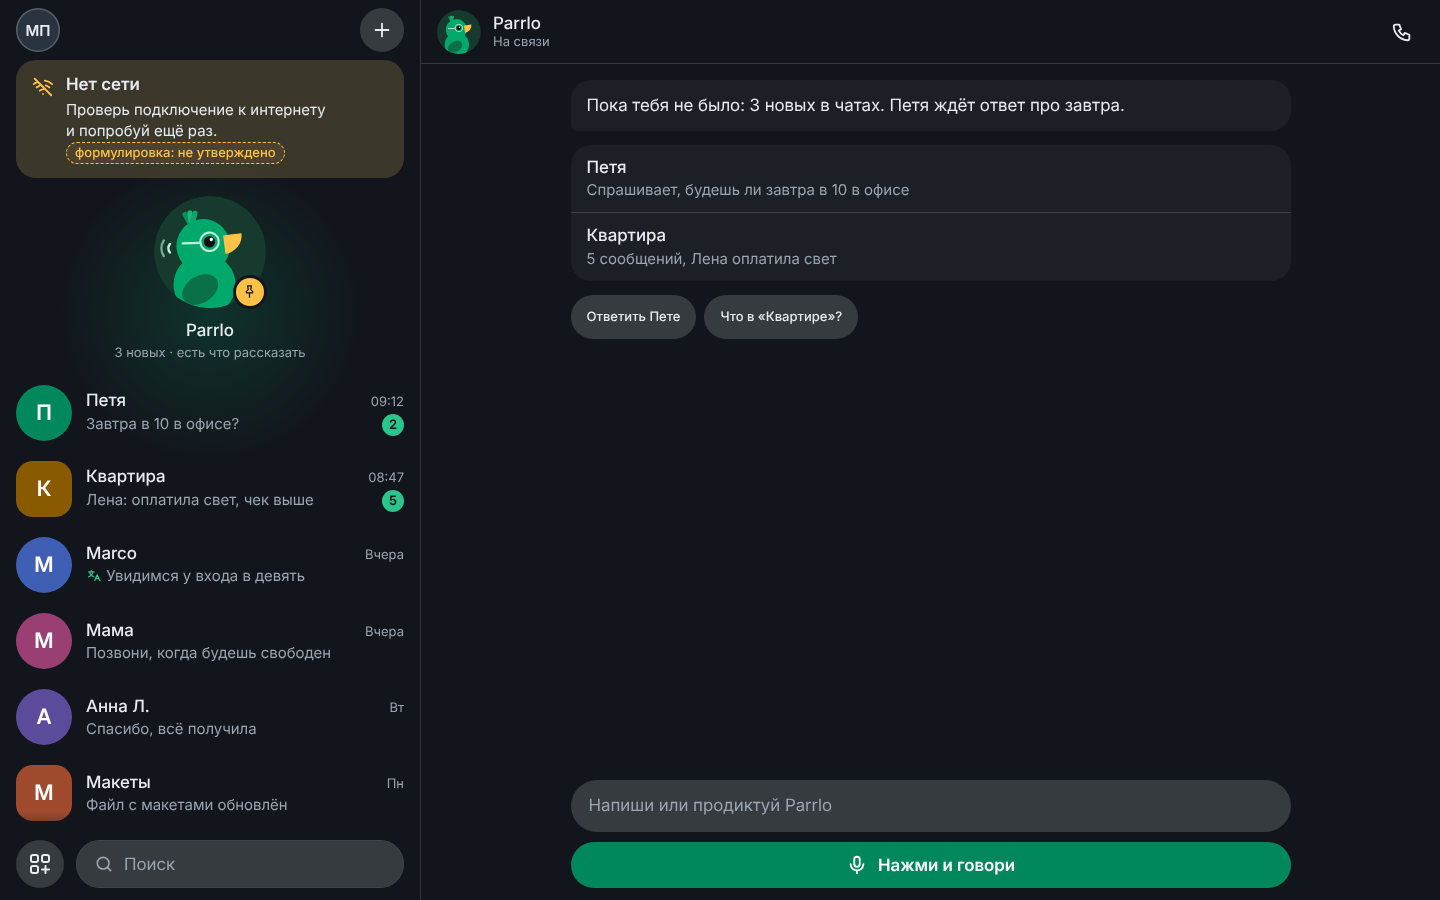 МП
Нет сети
Проверь подключение к интернету
и попробуй ещё раз.
формулировка: не утверждено
Parrlo
3 новых · есть что рассказать
Петя
09:12
Завтра в 10 в офисе?
2
П
Квартира
08:47
Лена: оплатила свет, чек выше
5
К
Marco
Вчера
Увидимся у входа в девять
M
Мама
Вчера
Позвони, когда будешь свободен
М
Анна Л.
Вт
Спасибо, всё получила
А
Макеты
Пн
Файл с макетами обновлён
М
Поиск
Parrlo
На связи
Пока тебя не было: 3 новых в чатах. Петя ждёт ответ про завтра.
Петя
Спрашивает, будешь ли завтра в 10 в офисе
Квартира
5 сообщений, Лена оплатила свет
Ответить Пете
Что в «Квартире»?
Напиши или продиктуй Parrlo
Нажми и говори